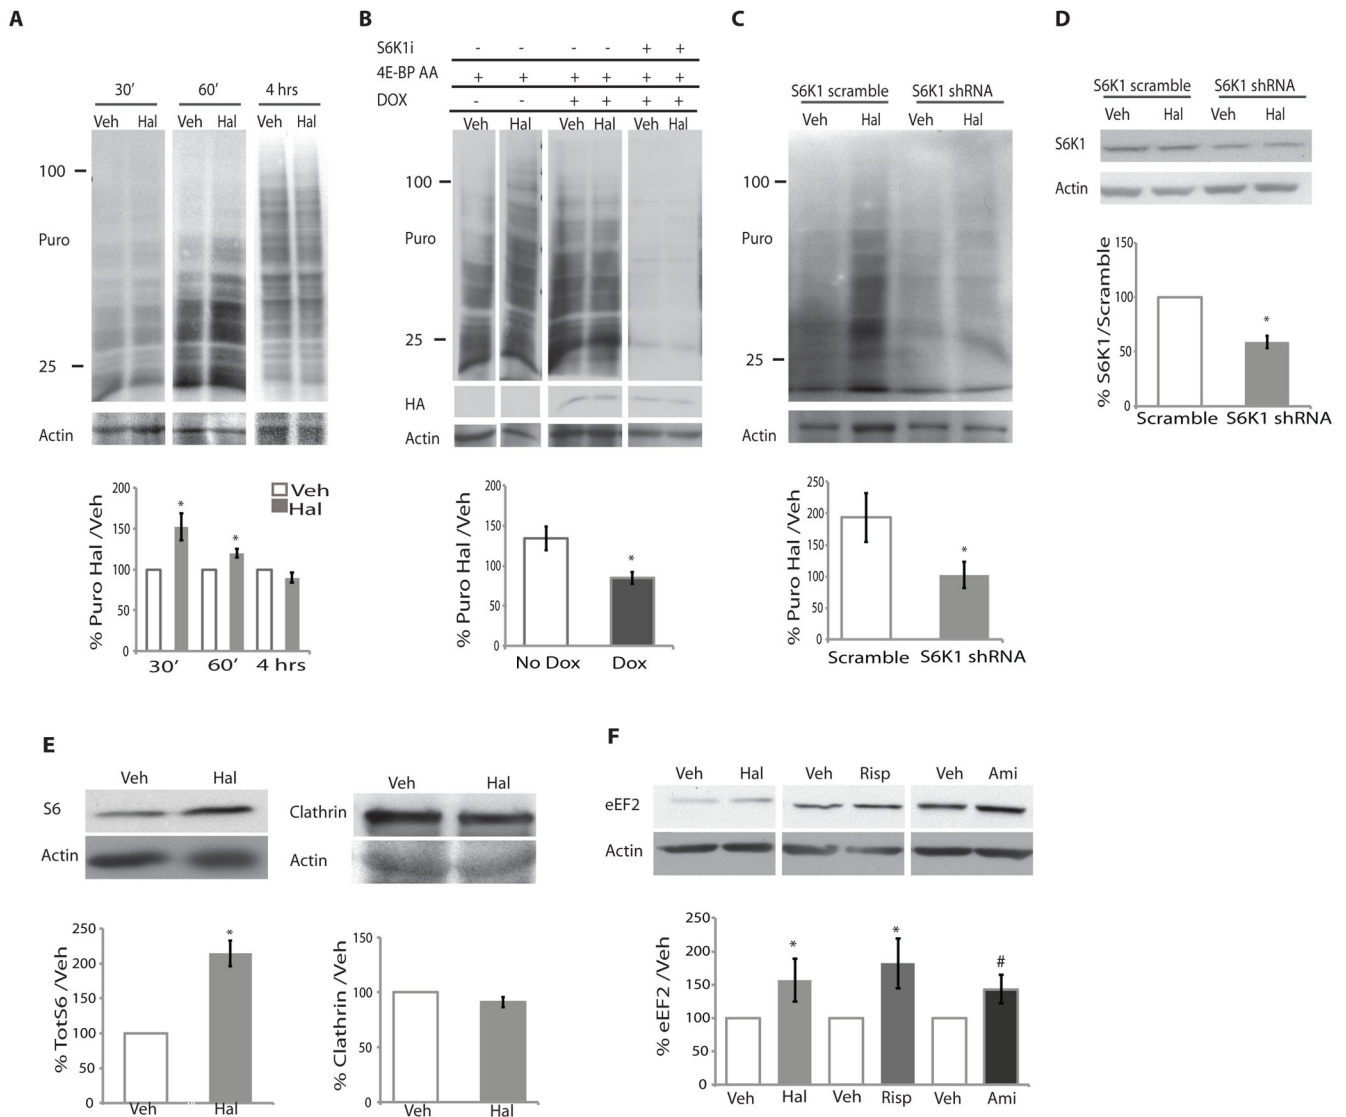 A
30′ 60′ 4 hrs
Veh Hal Veh Hal Veh Hal
100
Puro
25
Actin
% Puro Hal /Veh
200
150
100
50
0
Veh
Hal
* *
30′ 60′ 4 hrs
B
S6K1i - - - - + +
4E-BP AA + + + + + +
DOX - - + + + +
Veh Hal Veh Hal Veh Hal
100
Puro
25
HA
Actin
% Puro Hal /Veh
200
150
100
50
0
*
No Dox Dox
C
S6K1 scramble S6K1 shRNA
Veh Hal Veh Hal
100
Puro
25
Actin
% Puro Hal /Veh
250
200
150
100
50
0
*
Scramble S6K1 shRNA
D
S6K1 scramble S6K1 shRNA
Veh Hal Veh Hal
S6K1
Actin
% S6K1/Scramble
150
100
50
0
*
Scramble S6K1 shRNA
E
Veh Hal
S6
Actin
% TotS6 /Veh
250
200
150
100
50
0
*
Veh Hal
Veh Hal
Clathrin
Actin
% Clathrin /Veh
150
100
50
0
Veh Hal
F
Veh Hal Veh Risp Veh Ami
eEF2
Actin
% eEF2 /Veh
250
200
150
100
50
0
* * #
Veh Hal Veh Risp Veh Ami